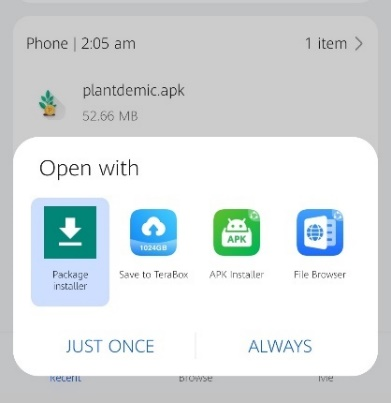 Phone | 2:05 am
1 item
plantdemic.apk
52.66 MB
Open with
1024GB
APK
Package
installer
Save to TeraBox
APK Installer
File Browser
JUST ONCE
ALWAYS
Recent
Browse
Me